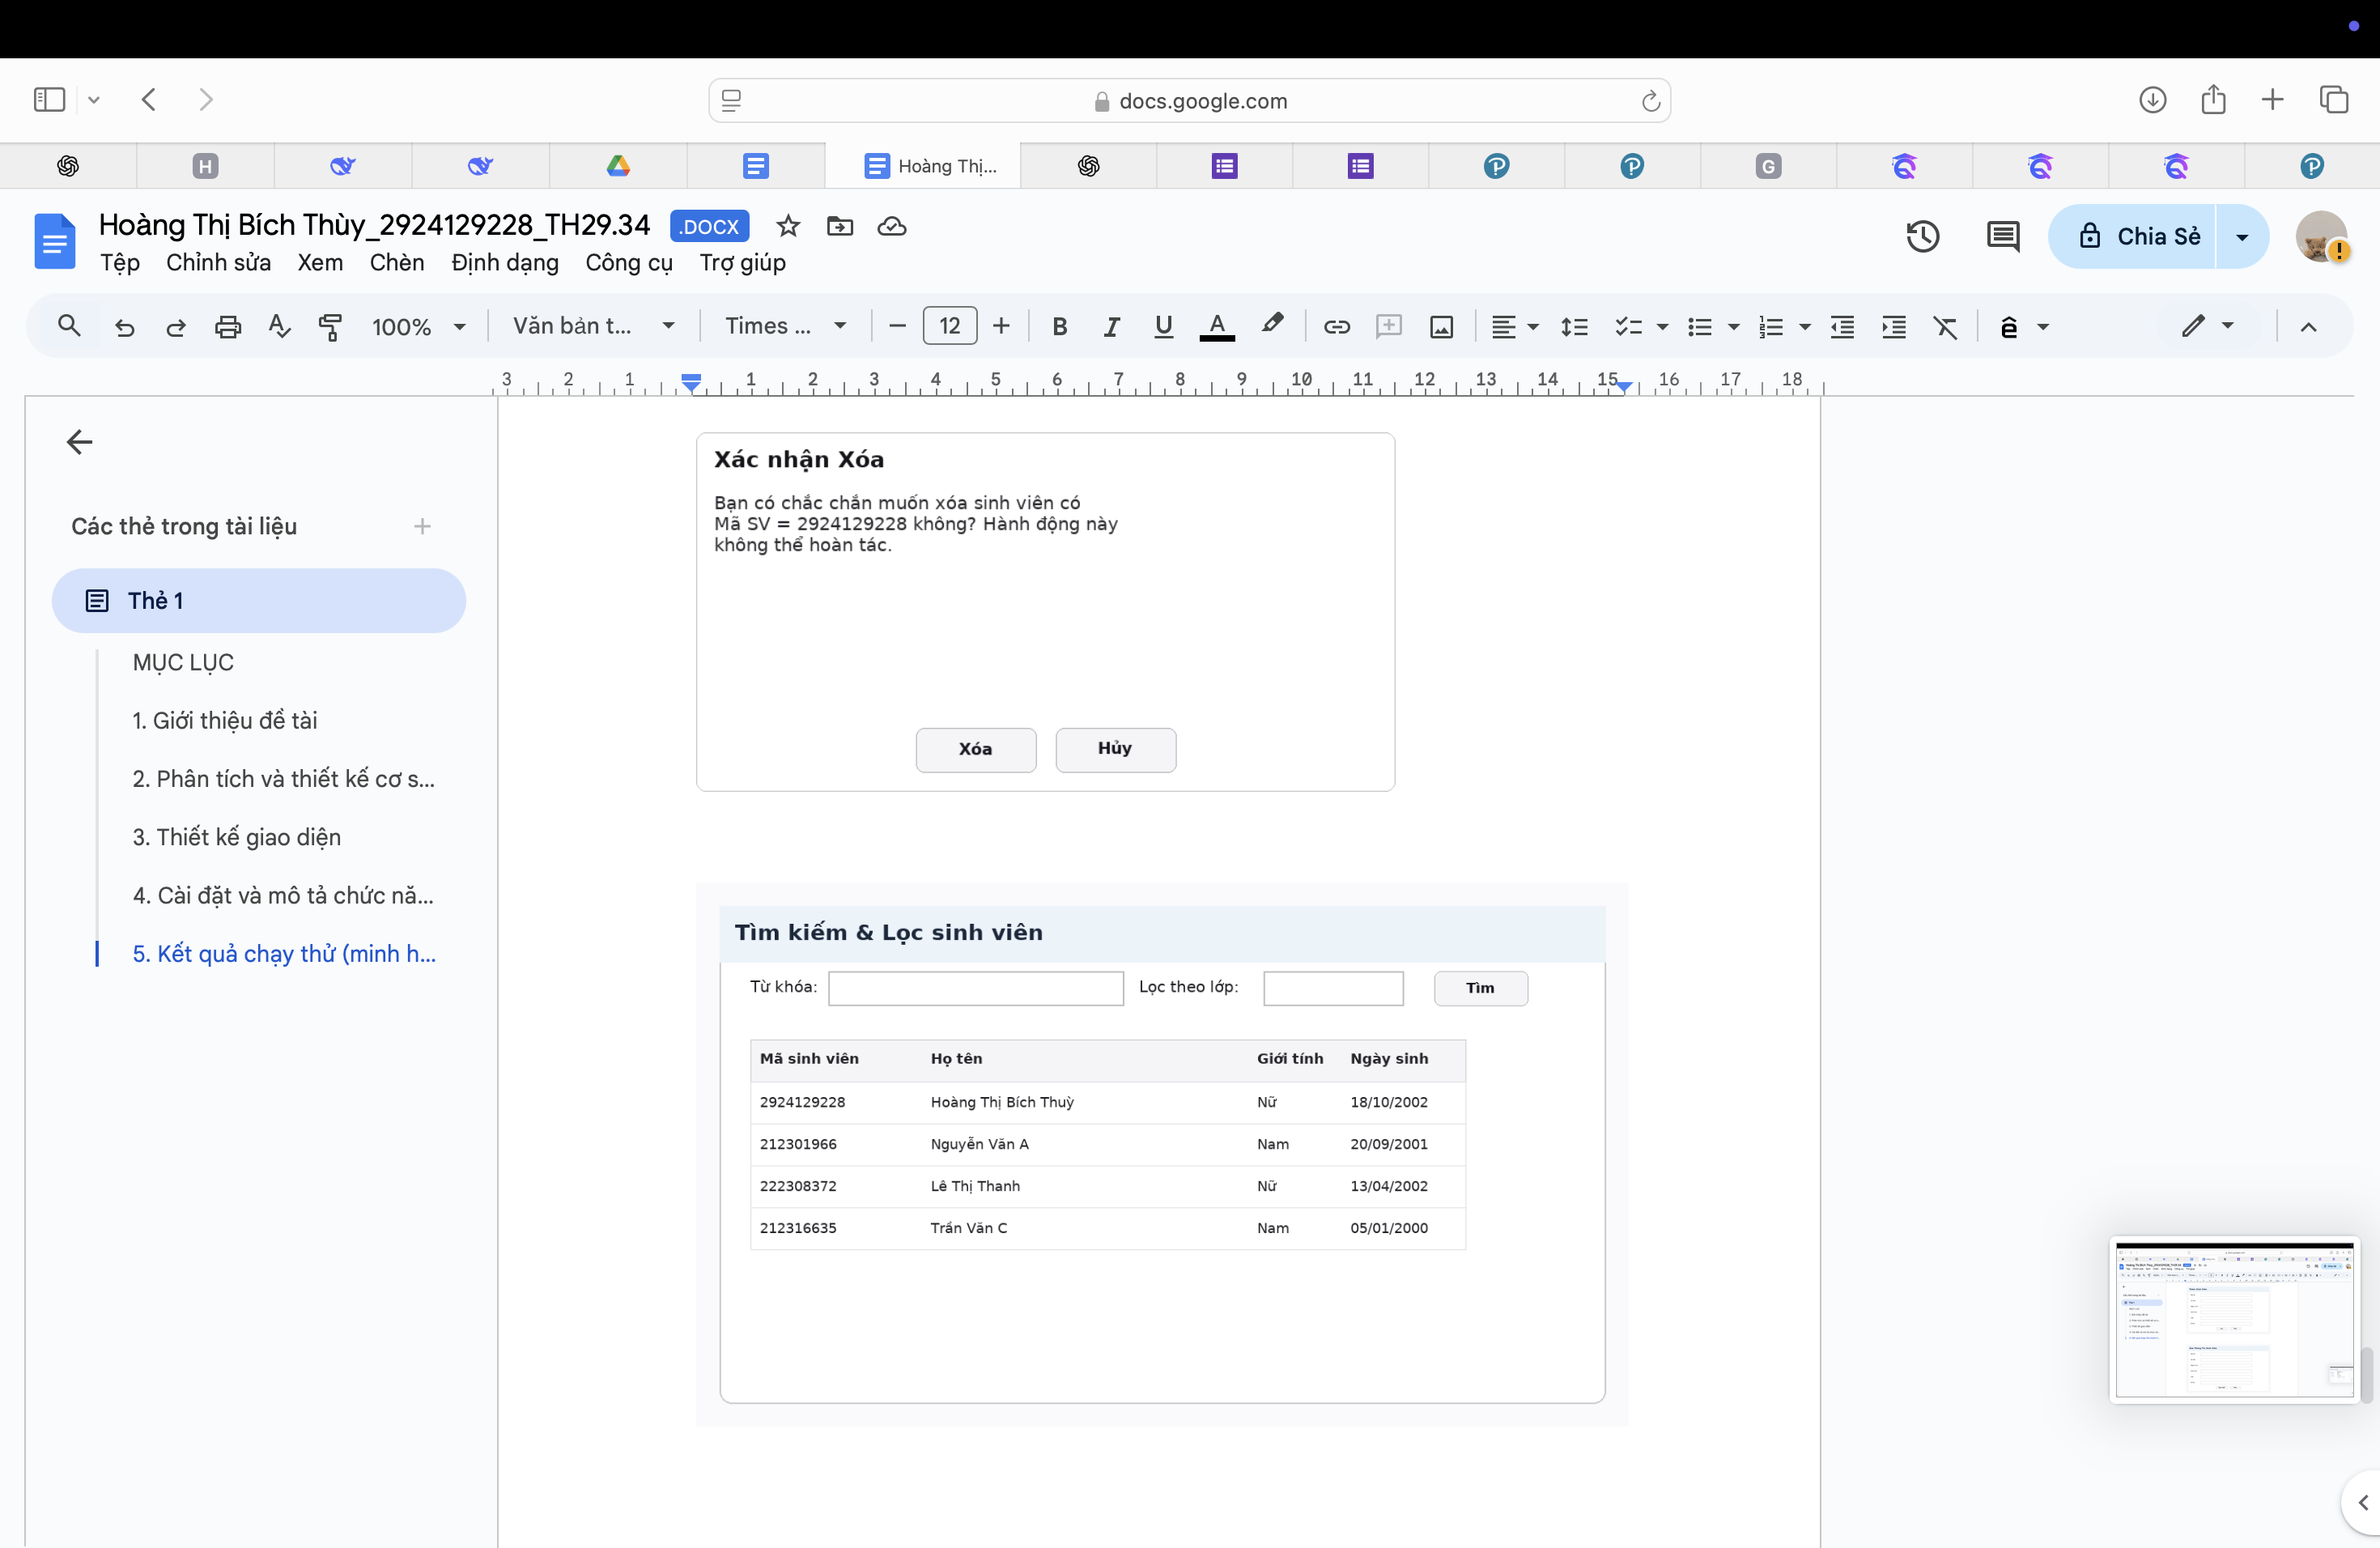 docs.google.com
H
Hoàng Thị...
G
Hoàng Thị Bích Thùy_2924129228_TH29.34 .DOCX
Tệp Chỉnh sửa Xem Chèn Định dạng Công cụ Trợ giúp
Chia Sẻ
100% Văn bản t... Times ... − 12 + B I U A ê
3 2 1 1 2 3 4 5 6 7 8 9 10 11 12 13 14 15 16 17 18
Các thẻ trong tài liệu
Thẻ 1
MỤC LỤC
1. Giới thiệu đề tài
2. Phân tích và thiết kế cơ s...
3. Thiết kế giao diện
4. Cài đặt và mô tả chức nă...
5. Kết quả chạy thử (minh h...
Xác nhận Xóa
Bạn có chắc chắn muốn xóa sinh viên có
Mã SV = 2924129228 không? Hành động này
không thể hoàn tác.
Xóa Hủy
Tìm kiếm & Lọc sinh viên
Từ khóa: Lọc theo lớp: Tìm
Mã sinh viên Họ tên Giới tính Ngày sinh
2924129228 Hoàng Thị Bích Thuỳ Nữ 18/10/2002
212301966 Nguyễn Văn A Nam 20/09/2001
222308372 Lê Thị Thanh Nữ 13/04/2002
212316635 Trần Văn C Nam 05/01/2000